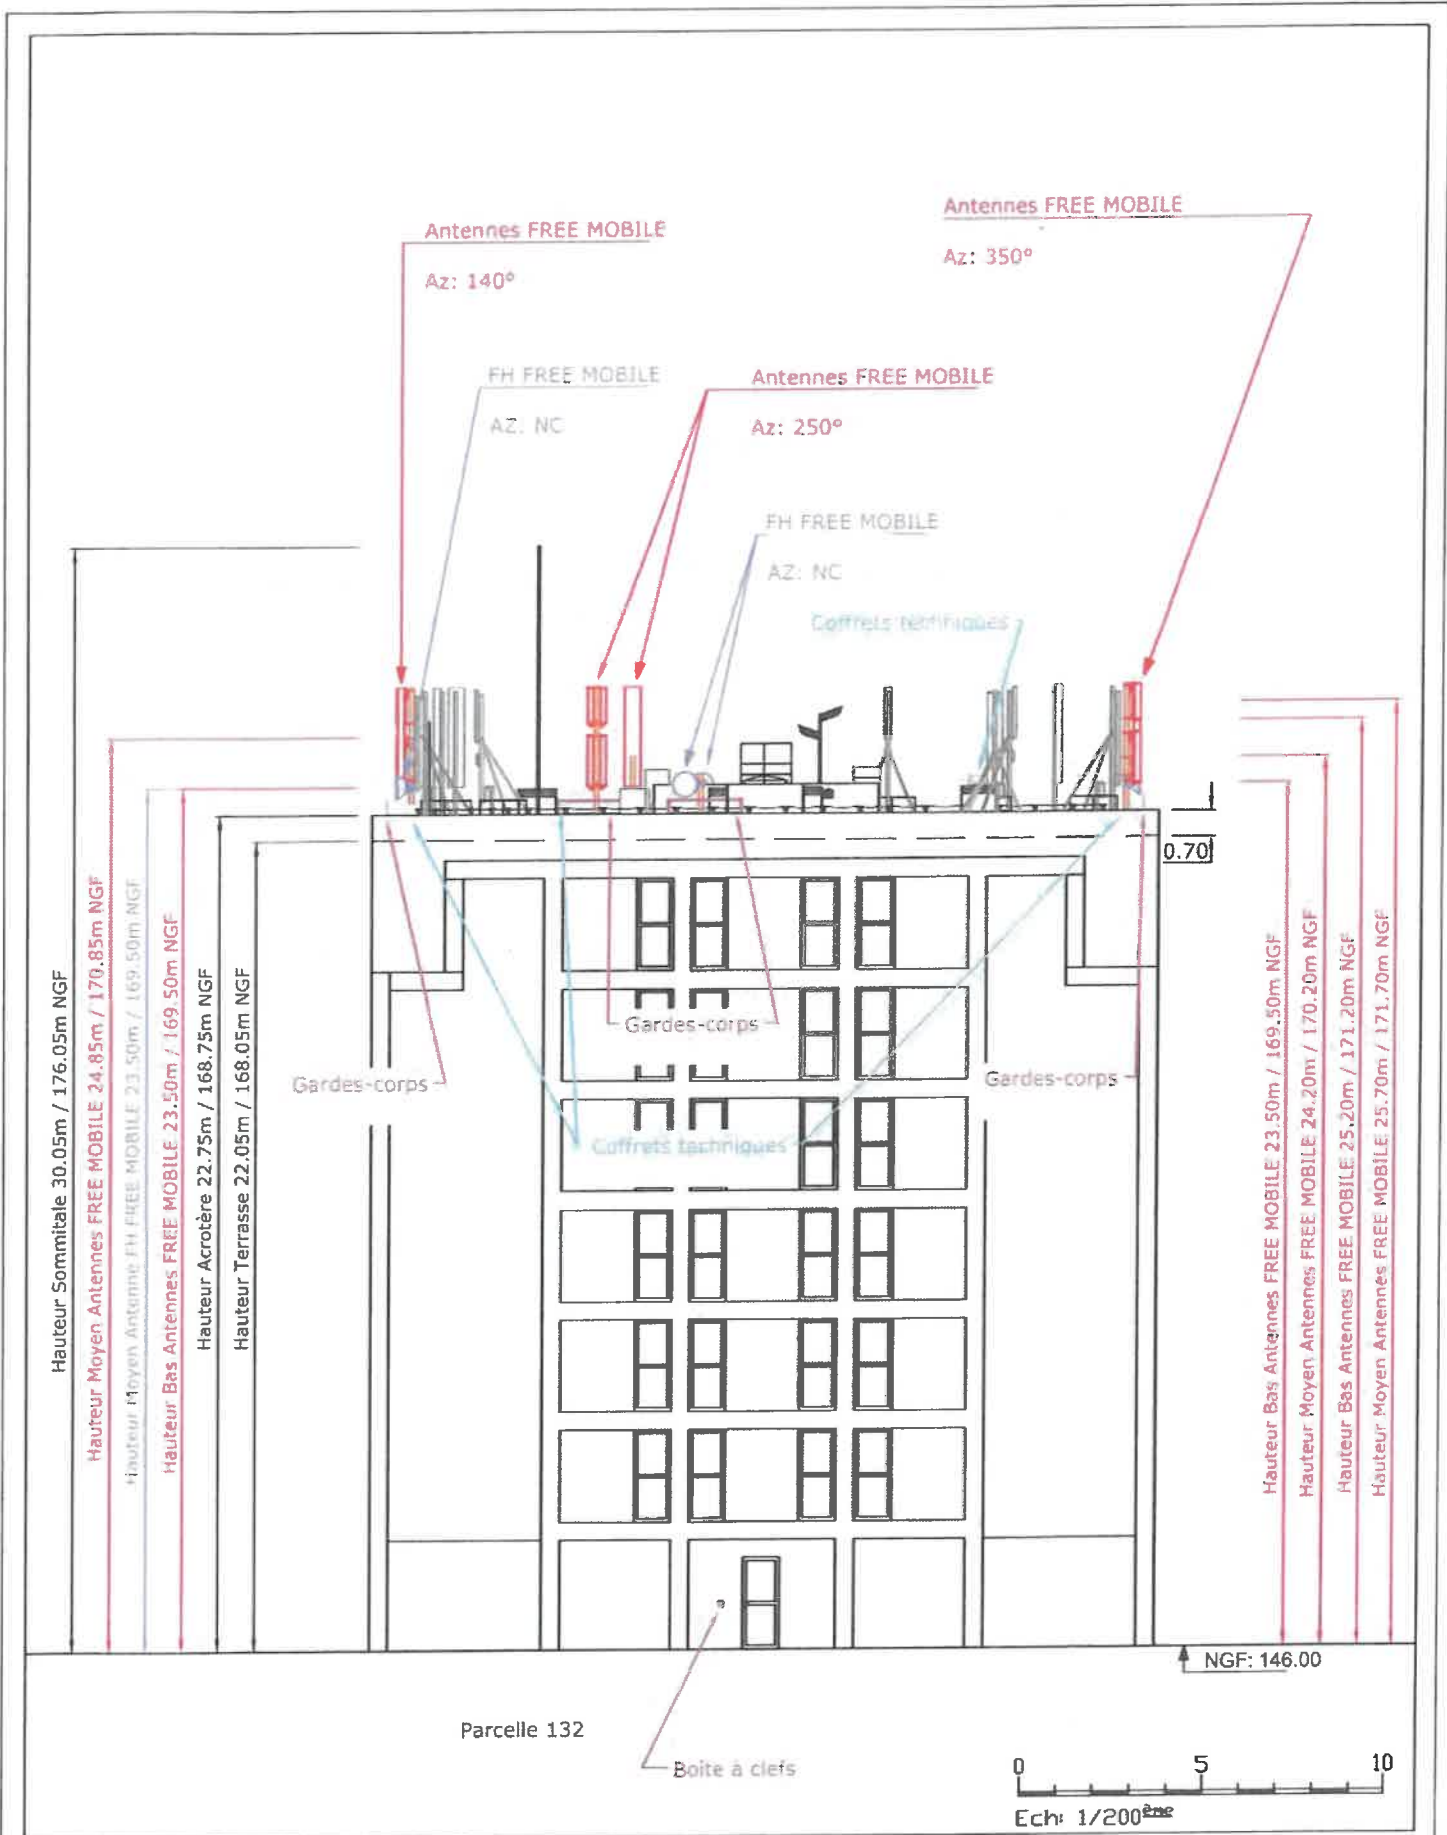 Antennes FREE MOBILE
Az: 350°
Antennes FREE MOBILE
Az: 140°
FH FREE MOBILE
AZ: NC
Antennes FREE MOBILE
Az: 250°
FH FREE MOBILE
AZ: NC
Coffrets techniques
0.70
Hauteur Sommitale 30.05m / 176.05m NGF
Hauteur Moyen Antennes FREE MOBILE 24.85m / 170.85m NGF
Hauteur Moyen Antenne FH FREE MOBILE 23.50m / 169.50m NGF
Hauteur Bas Antennes FREE MOBILE 23.50m / 169.50m NGF
Hauteur Acrotère 22.75m / 168.75m NGF
Hauteur Terrasse 22.05m / 168.05m NGF
Gardes-corps
Gardes-corps
Gardes-corps
Coffrets techniques
Hauteur Bas Antennes FREE MOBILE 23.50m / 169.50m NGF
Hauteur Moyen Antennes FREE MOBILE 24.20m / 170.20m NGF
Hauteur Bas Antennes FREE MOBILE 25.20m / 171.20m NGF
Hauteur Moyen Antennes FREE MOBILE 25.70m / 171.70m NGF
NGF: 146.00
Parcelle 132
Boite à clefs
0 5 10
Ech: 1/200ème